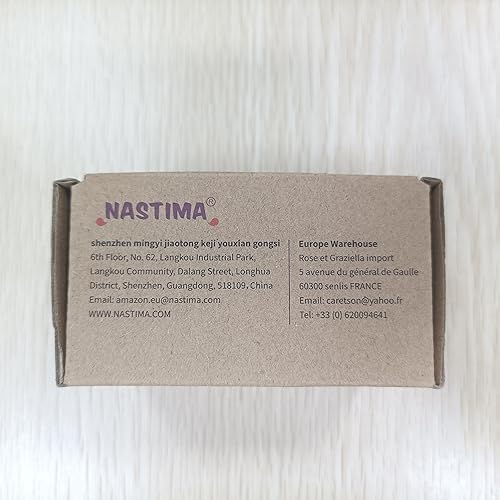 NASTIMA®
shenzhen mingyi jiaotong keji youxian gongsi
6th Floor, No. 62, Langkou Industrial Park,
Langkou Community, Dalang Street, Longhua
District, Shenzhen, Guangdong, 518109, China
Email: amazon.eu@nastima.com
WWW.NASTIMA.COM
Europe Warehouse
Rose et Graziella import
5 avenue du général de Gaulle
60300 senlis FRANCE
Email: caretson@yahoo.fr
Tel: +33 (0) 620094641